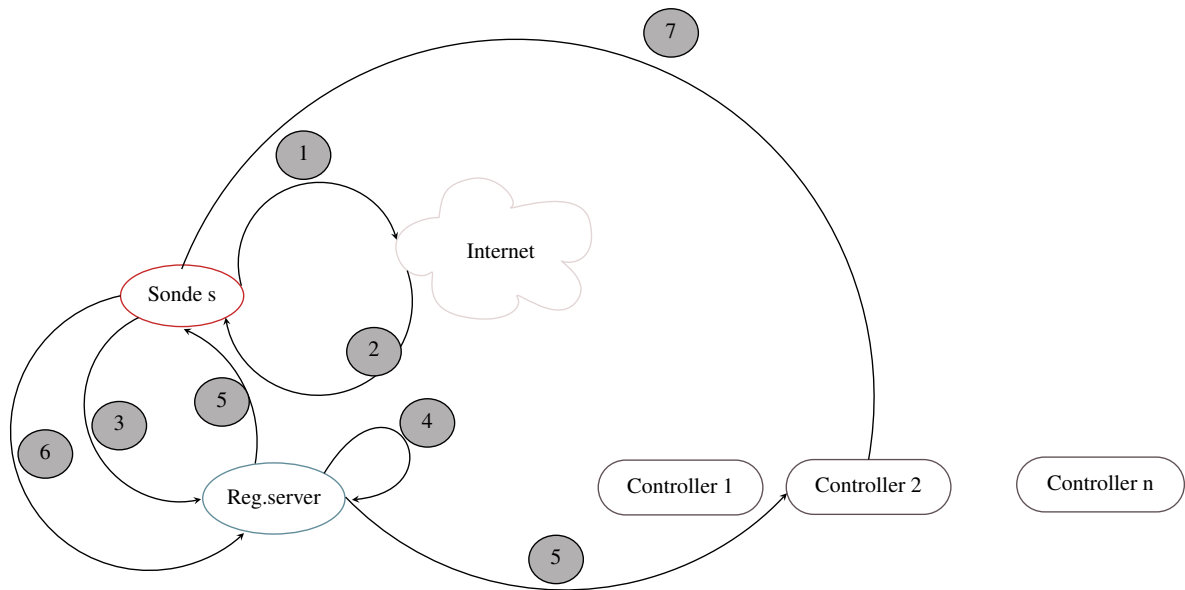 7
1
Internet
Sonde s
2
5
3
4
6
Reg.server
Controller 1
Controller 2
Controller n
5